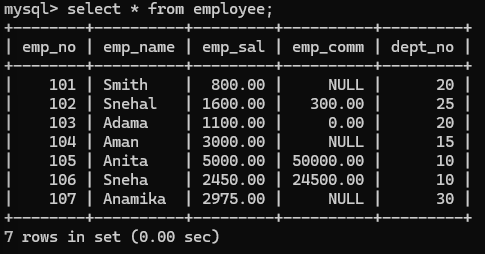 mysql> select * from employee;
+--------+----------+---------+----------+---------+
| emp_no | emp_name | emp_sal | emp_comm | dept_no |
+--------+----------+---------+----------+---------+
|    101 | Smith    |  800.00 |     NULL |      20 |
|    102 | Snehal   | 1600.00 |   300.00 |      25 |
|    103 | Adama    | 1100.00 |     0.00 |      20 |
|    104 | Aman     | 3000.00 |     NULL |      15 |
|    105 | Anita    | 5000.00 | 50000.00 |      10 |
|    106 | Sneha    | 2450.00 | 24500.00 |      10 |
|    107 | Anamika  | 2975.00 |     NULL |      30 |
+--------+----------+---------+----------+---------+
7 rows in set (0.00 sec)